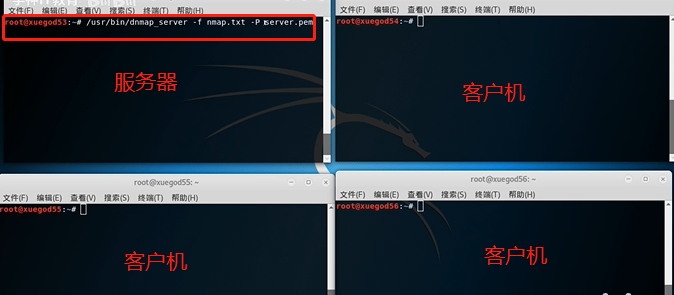 文件(F) 编辑(E) 查看(V) 搜索(S) 终端(T) 帮助(H)
root@xuegod53:~# /usr/bin/dnmap_server -f nmap.txt -P server.pem
服务器
文件(F) 编辑(E) 查看(V) 搜索(S) 终端(T) 帮助(H)
root@xuegod54:~#
客户机
root@xuegod55: ~
文件(F) 编辑(E) 查看(V) 搜索(S) 终端(T) 帮助(H)
root@xuegod55:~#
客户机
root@xuegod56: ~
文件(F) 编辑(E) 查看(V) 搜索(S) 终端(T) 帮助(H)
root@xuegod56:~#
客户机